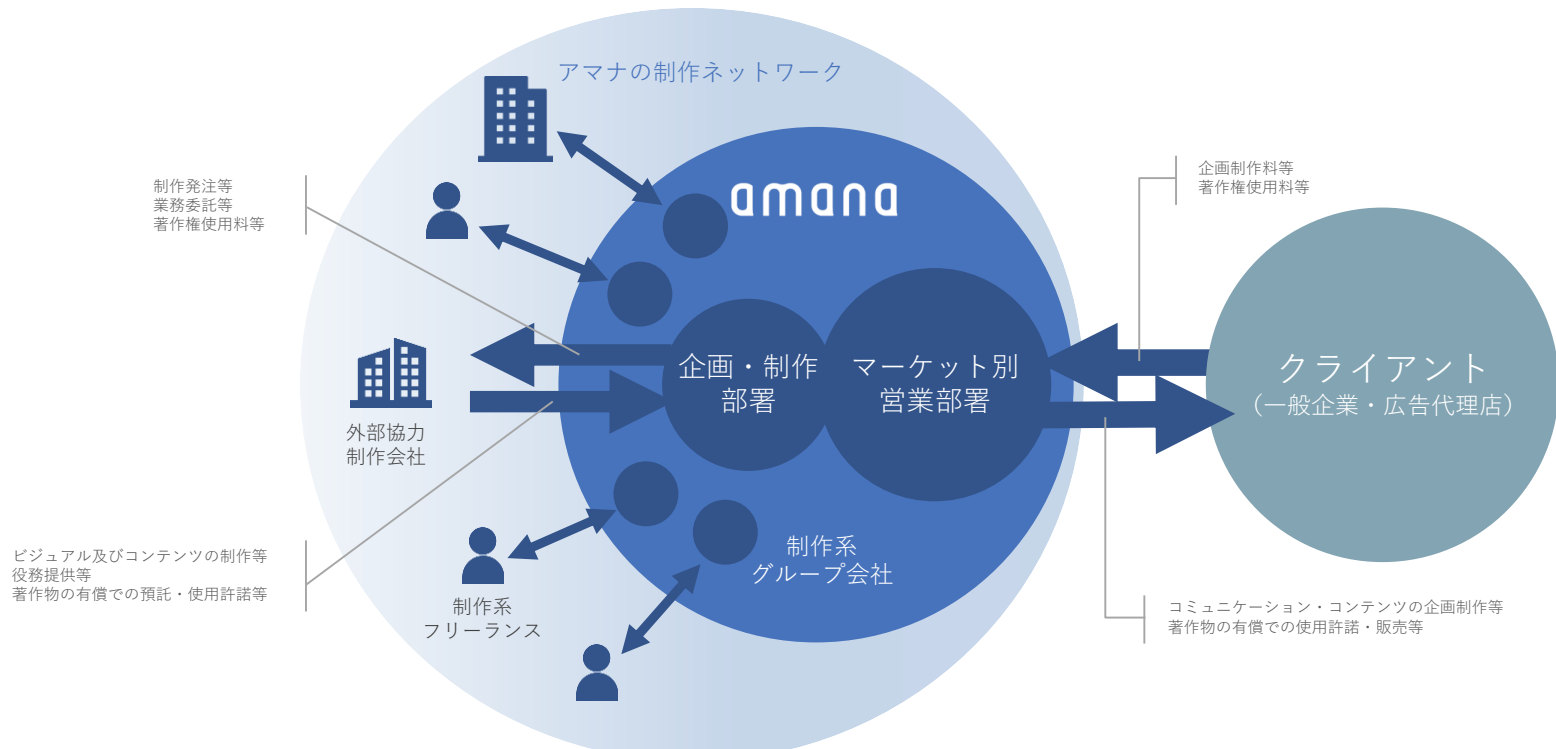 アマナの制作ネットワーク
amana
制作発注等
業務委託等
著作権使用料等
企画制作料等
著作権使用料等
企画・制作
部署
マーケット別
営業部署
クライアント
（一般企業・広告代理店）
外部協力
制作会社
ビジュアル及びコンテンツの制作等
役務提供等
著作物の有償での預託・使用許諾等
制作系
グループ会社
制作系
フリーランス
コミュニケーション・コンテンツの企画制作等
著作物の有償での使用許諾・販売等